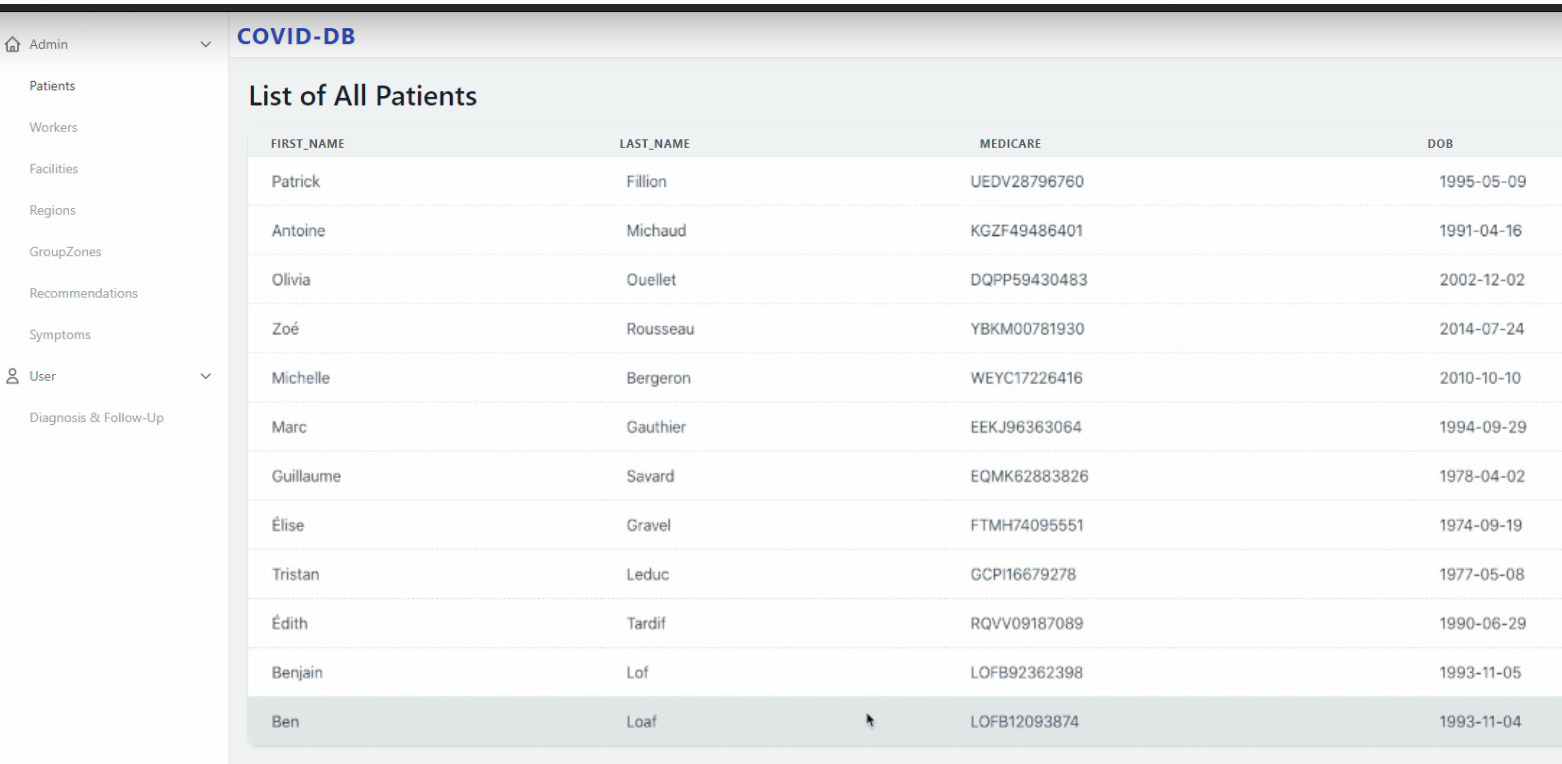 Admin
Patients
Workers
Facilities
Regions
GroupZones
Recommendations
Symptoms
User
Diagnosis & Follow-Up
COVID-DB
List of All Patients
FIRST_NAME LAST_NAME MEDICARE DOB
Patrick Fillion UEDV28796760 1995-05-09
Antoine Michaud KGZF49486401 1991-04-16
Olivia Ouellet DQPP59430483 2002-12-02
Zoé Rousseau YBKM00781930 2014-07-24
Michelle Bergeron WEYC17226416 2010-10-10
Marc Gauthier EEKJ96363064 1994-09-29
Guillaume Savard EQMK62883826 1978-04-02
Élise Gravel FTMH74095551 1974-09-19
Tristan Leduc GCPI16679278 1977-05-08
Édith Tardif RQVV09187089 1990-06-29
Benjain Lof LOFB92362398 1993-11-05
Ben Loaf LOFB12093874 1993-11-04